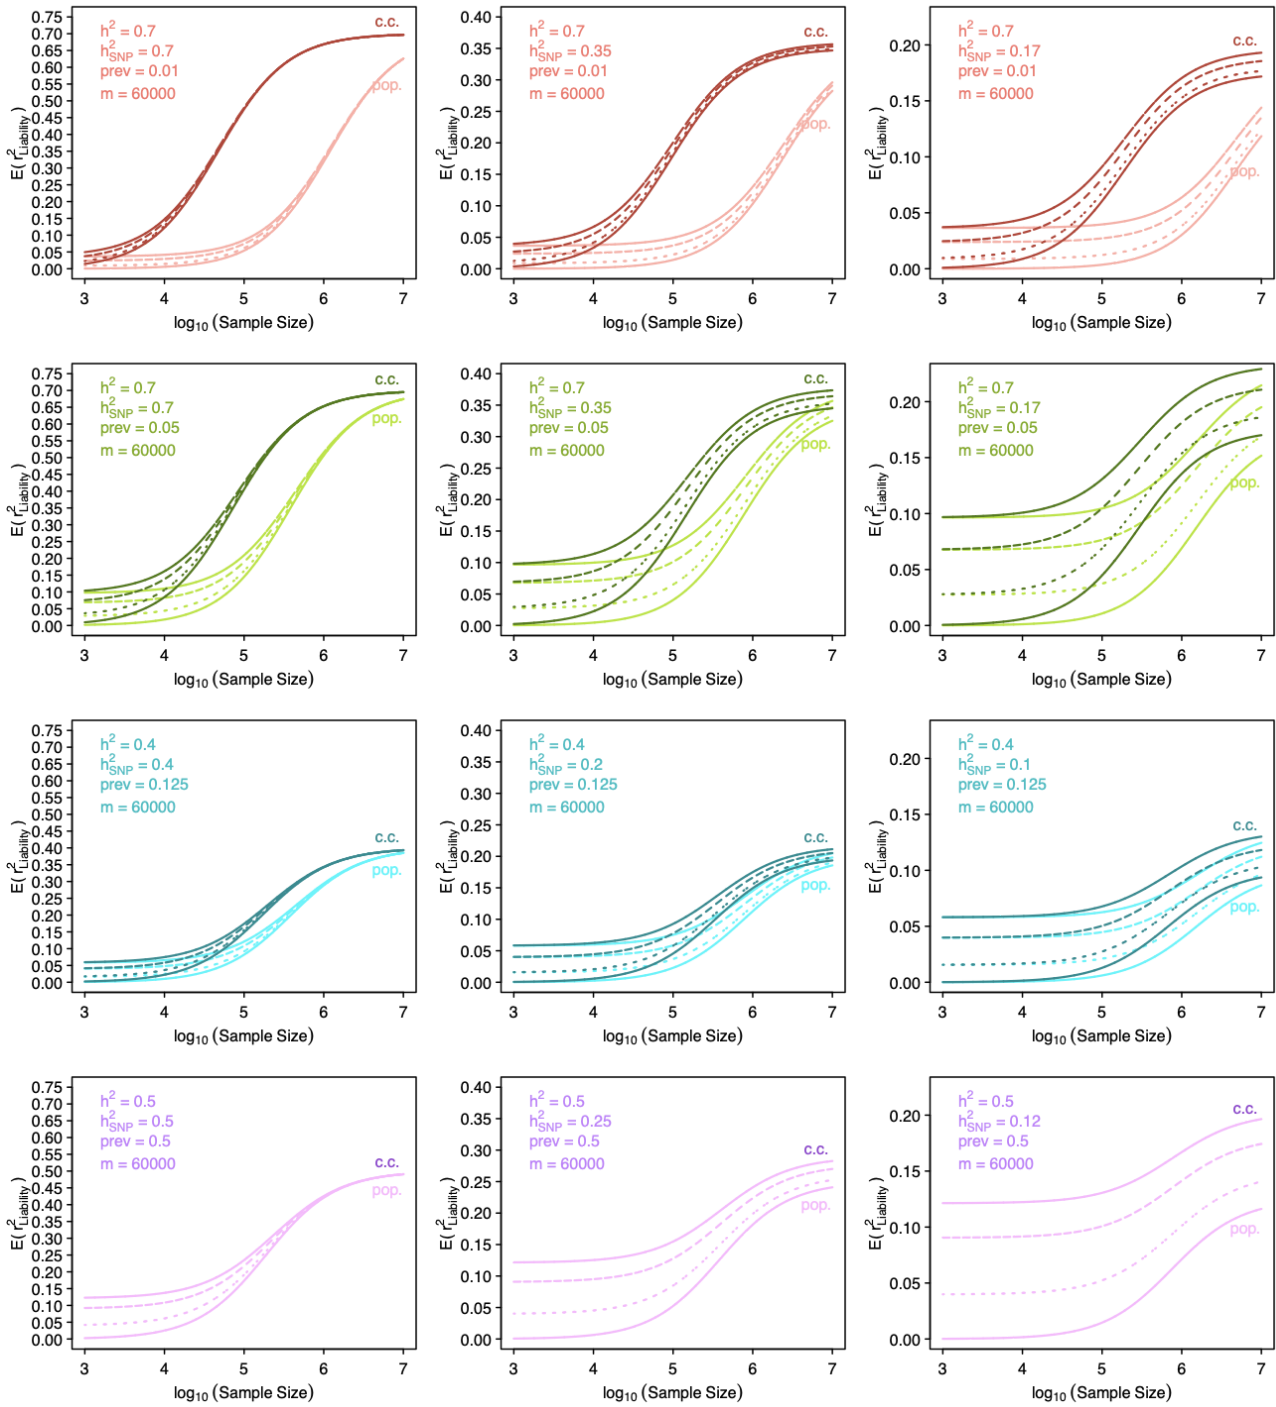 h² = 0.7
h²SNP = 0.7
prev = 0.01
m = 60000
c.c.
pop.
E( r²Liability )
0.75
0.70
0.65
0.60
0.55
0.50
0.45
0.40
0.35
0.30
0.25
0.20
0.15
0.10
0.05
0.00
3 4 5 6 7
log₁₀ (Sample Size)
h² = 0.7
h²SNP = 0.35
prev = 0.01
m = 60000
c.c.
pop.
E( r²Liability )
0.40
0.35
0.30
0.25
0.20
0.15
0.10
0.05
0.00
3 4 5 6 7
log₁₀ (Sample Size)
h² = 0.7
h²SNP = 0.17
prev = 0.01
m = 60000
c.c.
pop.
E( r²Liability )
0.20
0.15
0.10
0.05
0.00
3 4 5 6 7
log₁₀ (Sample Size)
h² = 0.7
h²SNP = 0.7
prev = 0.05
m = 60000
c.c.
pop.
E( r²Liability )
0.75
0.70
0.65
0.60
0.55
0.50
0.45
0.40
0.35
0.30
0.25
0.20
0.15
0.10
0.05
0.00
3 4 5 6 7
log₁₀ (Sample Size)
h² = 0.7
h²SNP = 0.35
prev = 0.05
m = 60000
c.c.
pop.
E( r²Liability )
0.40
0.35
0.30
0.25
0.20
0.15
0.10
0.05
0.00
3 4 5 6 7
log₁₀ (Sample Size)
h² = 0.7
h²SNP = 0.17
prev = 0.05
m = 60000
c.c.
pop.
E( r²Liability )
0.20
0.15
0.10
0.05
0.00
3 4 5 6 7
log₁₀ (Sample Size)
h² = 0.4
h²SNP = 0.4
prev = 0.125
m = 60000
c.c.
pop.
E( r²Liability )
0.75
0.70
0.65
0.60
0.55
0.50
0.45
0.40
0.35
0.30
0.25
0.20
0.15
0.10
0.05
0.00
3 4 5 6 7
log₁₀ (Sample Size)
h² = 0.4
h²SNP = 0.2
prev = 0.125
m = 60000
c.c.
pop.
E( r²Liability )
0.40
0.35
0.30
0.25
0.20
0.15
0.10
0.05
0.00
3 4 5 6 7
log₁₀ (Sample Size)
h² = 0.4
h²SNP = 0.1
prev = 0.125
m = 60000
c.c.
pop.
E( r²Liability )
0.20
0.15
0.10
0.05
0.00
3 4 5 6 7
log₁₀ (Sample Size)
h² = 0.5
h²SNP = 0.5
prev = 0.5
m = 60000
c.c.
pop.
E( r²Liability )
0.75
0.70
0.65
0.60
0.55
0.50
0.45
0.40
0.35
0.30
0.25
0.20
0.15
0.10
0.05
0.00
3 4 5 6 7
log₁₀ (Sample Size)
h² = 0.5
h²SNP = 0.25
prev = 0.5
m = 60000
c.c.
pop.
E( r²Liability )
0.40
0.35
0.30
0.25
0.20
0.15
0.10
0.05
0.00
3 4 5 6 7
log₁₀ (Sample Size)
h² = 0.5
h²SNP = 0.12
prev = 0.5
m = 60000
c.c.
pop.
E( r²Liability )
0.20
0.15
0.10
0.05
0.00
3 4 5 6 7
log₁₀ (Sample Size)